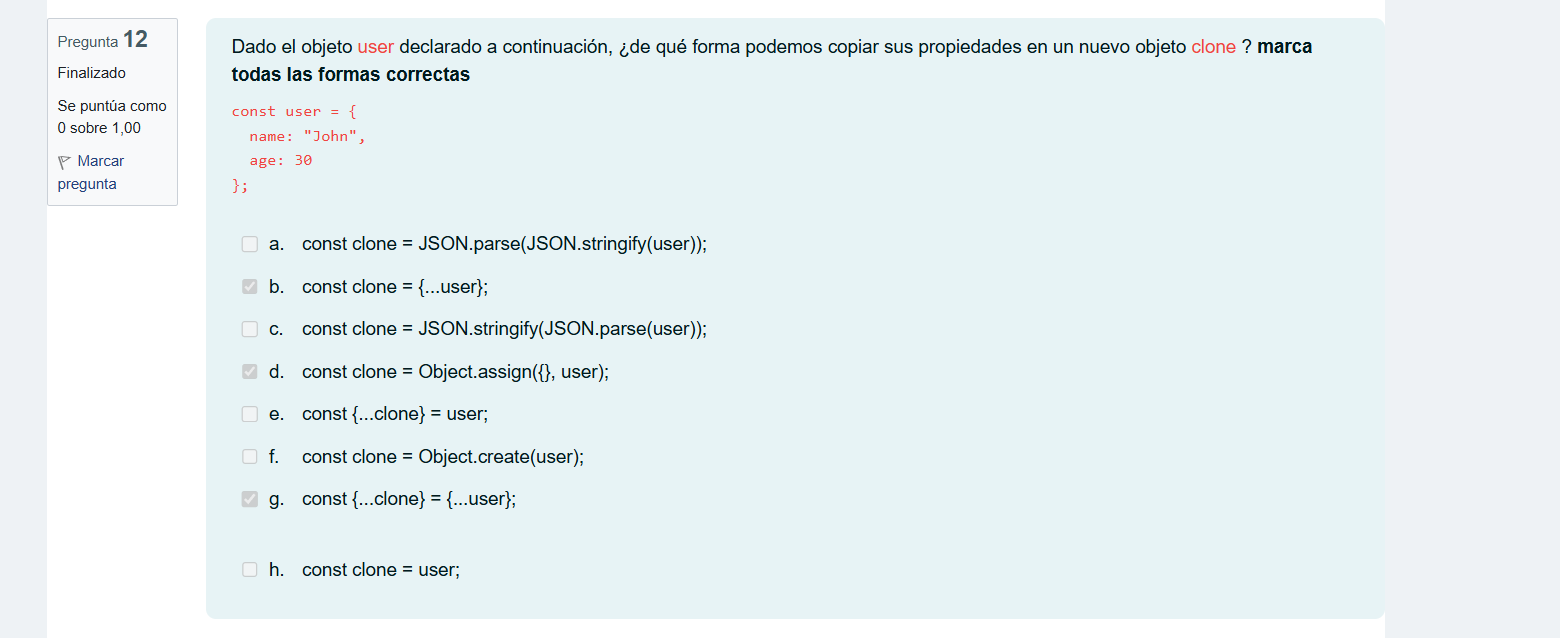 Pregunta 12
Finalizado
Se puntúa como
0 sobre 1,00
Marcar
pregunta
Dado el objeto user declarado a continuación, ¿de qué forma podemos copiar sus propiedades en un nuevo objeto clone ? marca
todas las formas correctas
const user = {
  name: "John",
  age: 30
};
a. const clone = JSON.parse(JSON.stringify(user));
b. const clone = {...user};
c. const clone = JSON.stringify(JSON.parse(user));
d. const clone = Object.assign({}, user);
e. const {...clone} = user;
f. const clone = Object.create(user);
g. const {...clone} = {...user};
h. const clone = user;